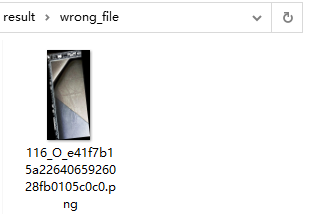 result › wrong_file
116_O_e41f7b1
5a22640659260
28fb0105c0c0.p
ng